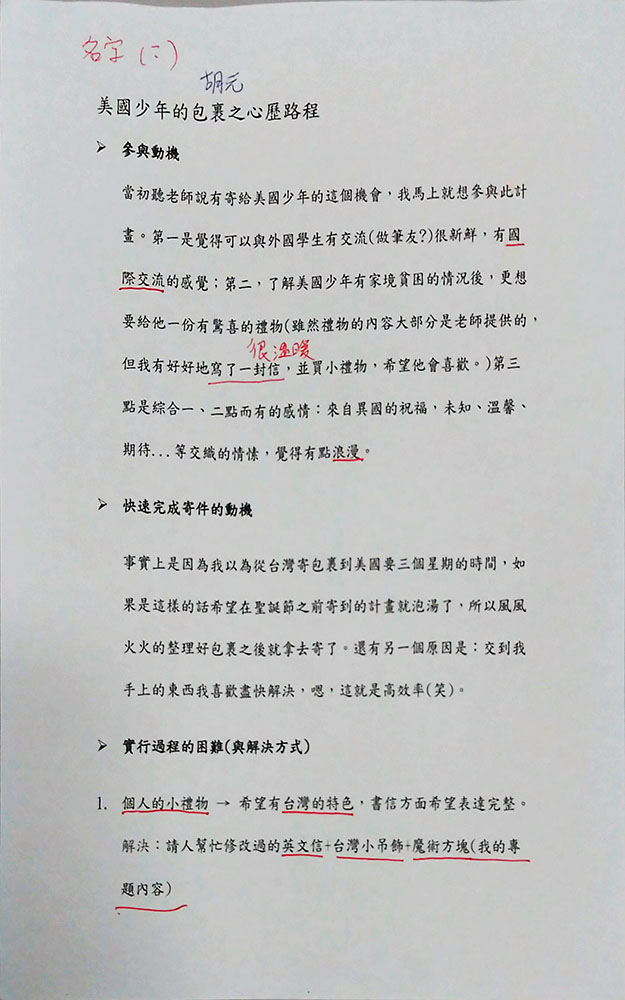 名字(:)
胡元
美國少年的包裹之心歷路程
➢ 參與動機
當初聽老師說有寄給美國少年的這個機會，我馬上就想參與此計
畫。第一是覺得可以與外國學生有交流(做筆友?)很新鮮，有國
際交流的感覺；第二，了解美國少年有家境貧困的情況後，更想
要給他一份有驚喜的禮物(雖然禮物的內容大部分是老師提供的，
很溫暖
但我有好好地寫了一封信，並買小禮物，希望他會喜歡。)第三
點是綜合一、二點而有的感情：來自異國的祝福，未知、溫馨、
期待...等交織的情愫，覺得有點浪漫。
➢ 快速完成寄件的動機
事實上是因為我以為從台灣寄包裹到美國要三個星期的時間，如
果是這樣的話希望在聖誕節之前寄到的計畫就泡湯了，所以風風
火火的整理好包裹之後就拿去寄了。還有另一個原因是：交到我
手上的東西我喜歡盡快解決，嗯，這就是高效率(笑)。
➢ 實行過程的困難(與解決方式)
1. 個人的小禮物 → 希望有台灣的特色，書信方面希望表達完整。
解決：請人幫忙修改過的英文信+台灣小吊飾+魔術方塊(我的專
題內容)